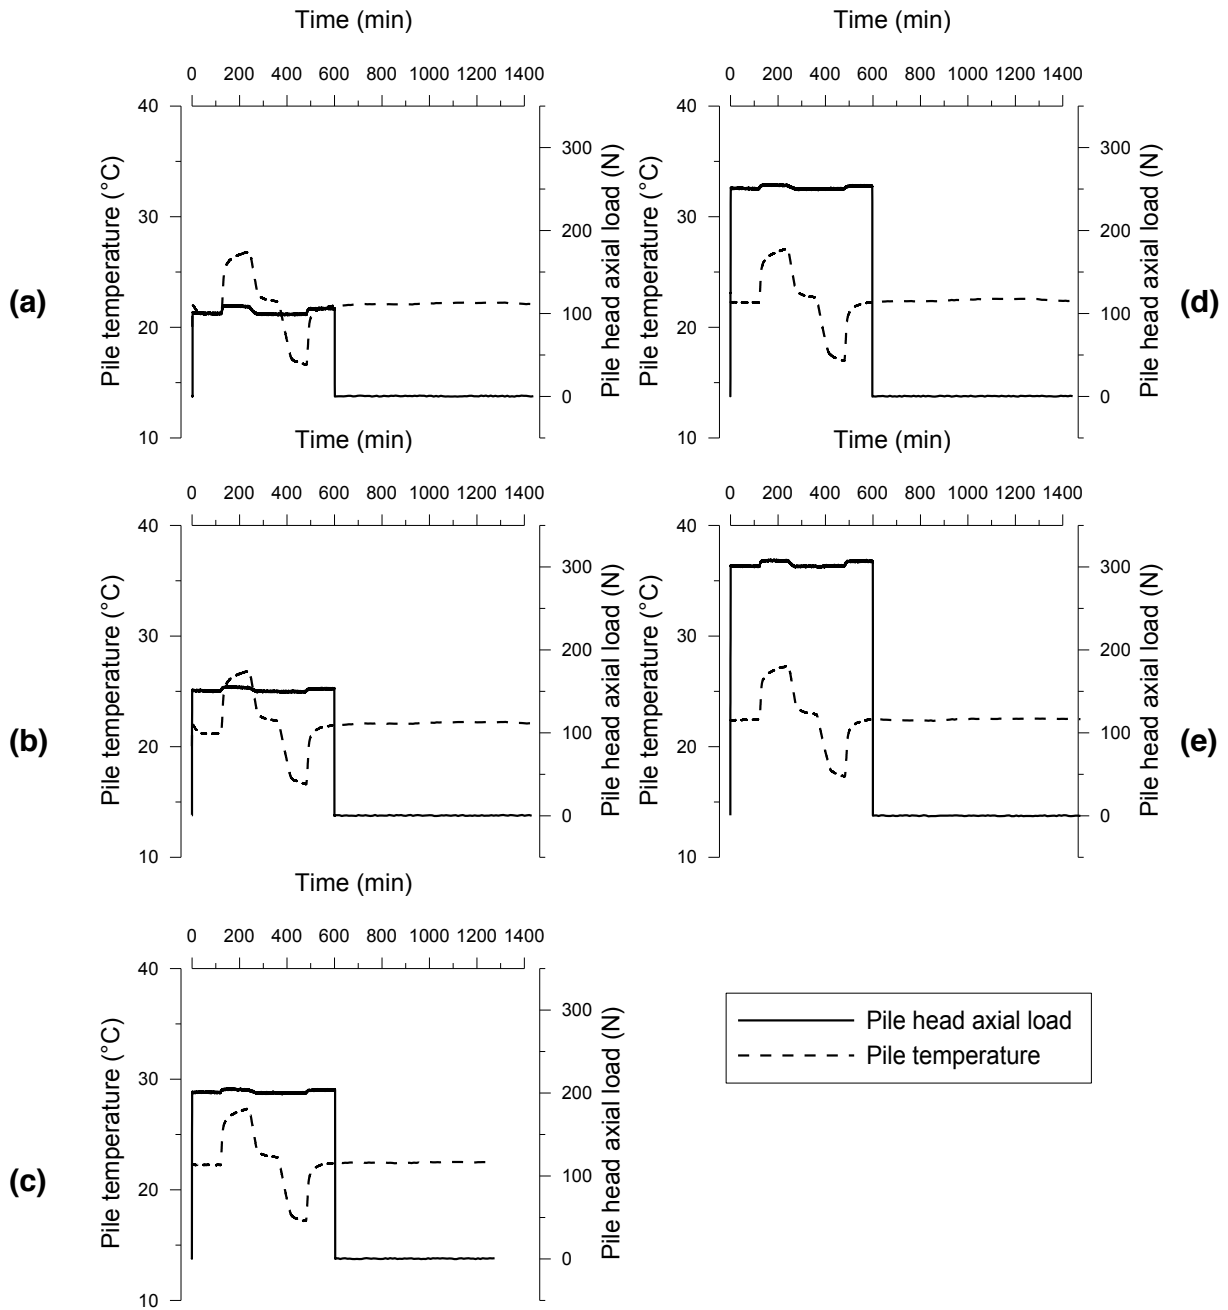 Time (min)
0 200 400 600 800 1000 1200 1400
40
30
20
10
Pile temperature (°C)
300
200
100
0
Pile head axial load (N)
(a)
Time (min)
0 200 400 600 800 1000 1200 1400
40
30
20
10
Pile temperature (°C)
300
200
100
0
Pile head axial load (N)
(d)
Time (min)
0 200 400 600 800 1000 1200 1400
40
30
20
10
Pile temperature (°C)
300
200
100
0
Pile head axial load (N)
(b)
Time (min)
0 200 400 600 800 1000 1200 1400
40
30
20
10
Pile temperature (°C)
300
200
100
0
Pile head axial load (N)
(e)
Time (min)
0 200 400 600 800 1000 1200 1400
40
30
20
10
Pile temperature (°C)
300
200
100
0
Pile head axial load (N)
(c)
Pile head axial load
Pile temperature